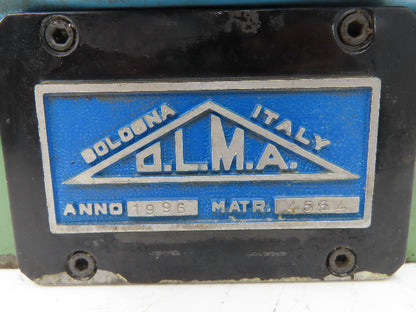 BOLOGNA ITALY
O.L.M.A.
ANNO 1996 MATR. 4554